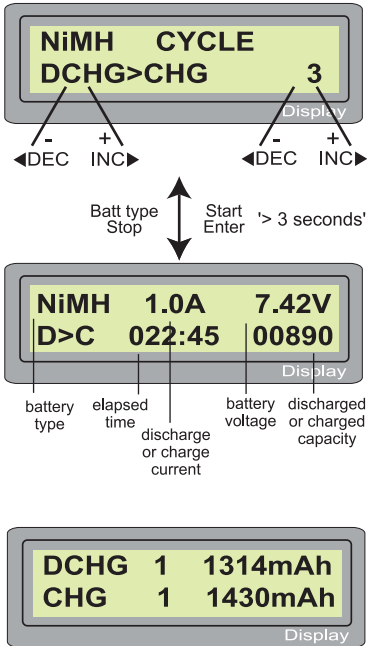 NiMH CYCLE
DCHG>CHG 3
Display
- + - +
◀DEC INC▶ ◀DEC INC▶
Batt type Start
Stop Enter '> 3 seconds'
NiMH 1.0A 7.42V
D>C 022:45 00890
Display
battery type
elapsed time
discharge or charge current
battery voltage
discharged or charged capacity
DCHG 1 1314mAh
CHG 1 1430mAh
Display